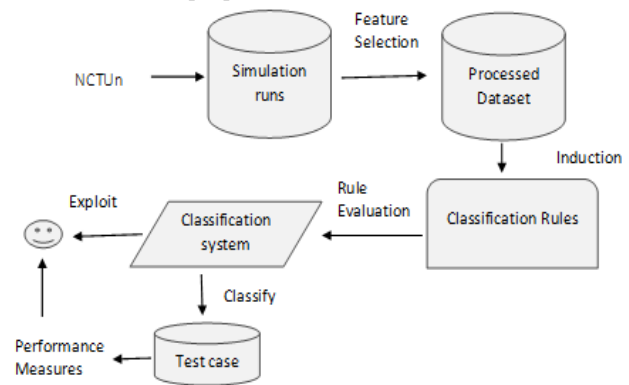 Feature
Selection
NCTUn
Simulation
runs
Processed
Dataset
Induction
Rule
Evaluation
Classification Rules
Exploit
Classification
system
Classify
Performance
Measures
Test case